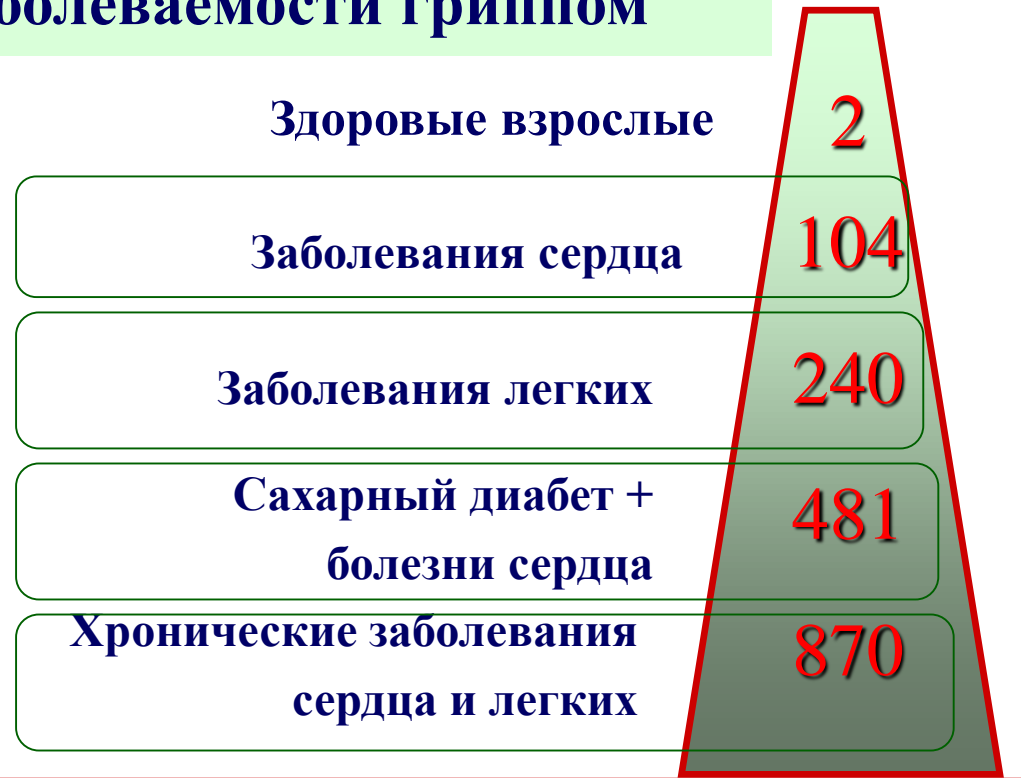 гриппом
Здоровые взрослые 2
Заболевания сердца 104
Заболевания легких 240
Сахарный диабет + 481
болезни сердца
Хронические заболевания 870
сердца и легких